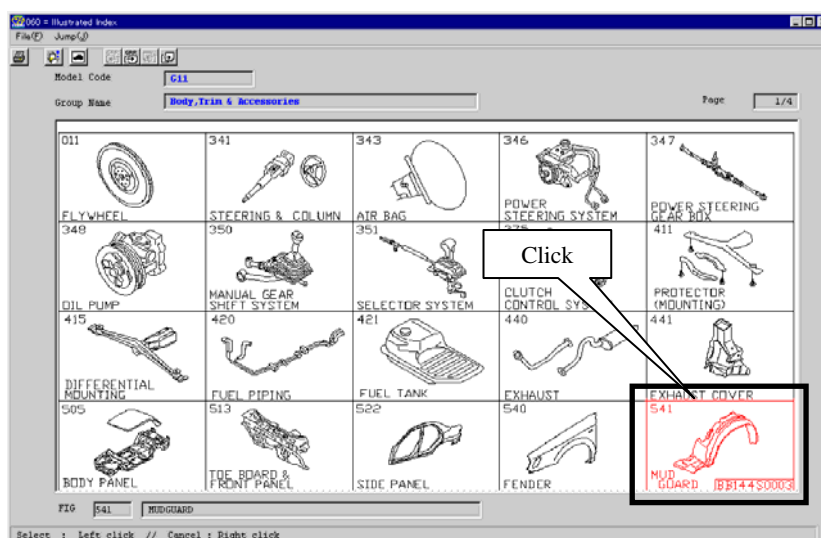 2060 = Illustrated Index
File(F) Jump(J)
Model Code G11
Group Name Body,Trim & Accessories Page 1/4
011 341 343 346 347
FLYWHEEL
STEERING & COLUMN
AIR BAG
POWER
STEERING SYSTEM
POWER STEERING
GEAR BOX
348 350 351 375 411
Click
OIL PUMP
MANUAL GEAR
SHIFT SYSTEM
SELECTOR SYSTEM
CLUTCH
CONTROL SYS
PROTECTOR
(MOUNTING)
415 420 421 440 441
DIFFERENTIAL
MOUNTING
FUEL PIPING
FUEL TANK
EXHAUST
EXHAUST COVER
505 513 522 540 541
BODY PANEL
TOE BOARD &
FRONT PANEL
SIDE PANEL
FENDER
MUD
GUARD
BB144S0003
FIG 541 MUDGUARD
Select : Left click // Cancel : Right click